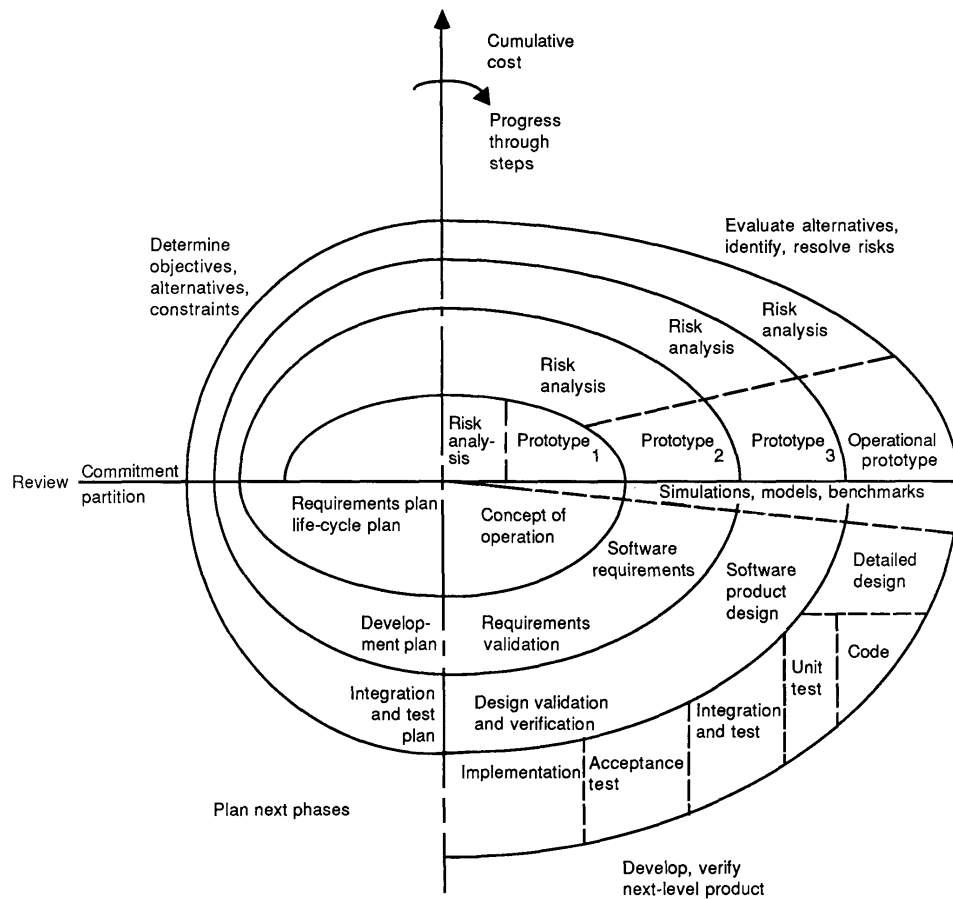 Cumulative
cost
Progress
through
steps
Determine
objectives,
alternatives,
constraints
Evaluate alternatives,
identify, resolve risks
Risk
analysis
Risk
analysis
Risk
analysis
Risk
analy-
sis
Prototype
1
Prototype
2
Prototype
3
Operational
prototype
Review
Commitment
partition
Simulations, models, benchmarks
Requirements plan
life-cycle plan
Concept of
operation
Software
requirements
Software
product
design
Detailed
design
Develop-
ment plan
Requirements
validation
Code
Unit
test
Integration
and test
plan
Design validation
and verification
Integration
and test
Implementation
Acceptance
test
Plan next phases
Develop, verify
next-level product